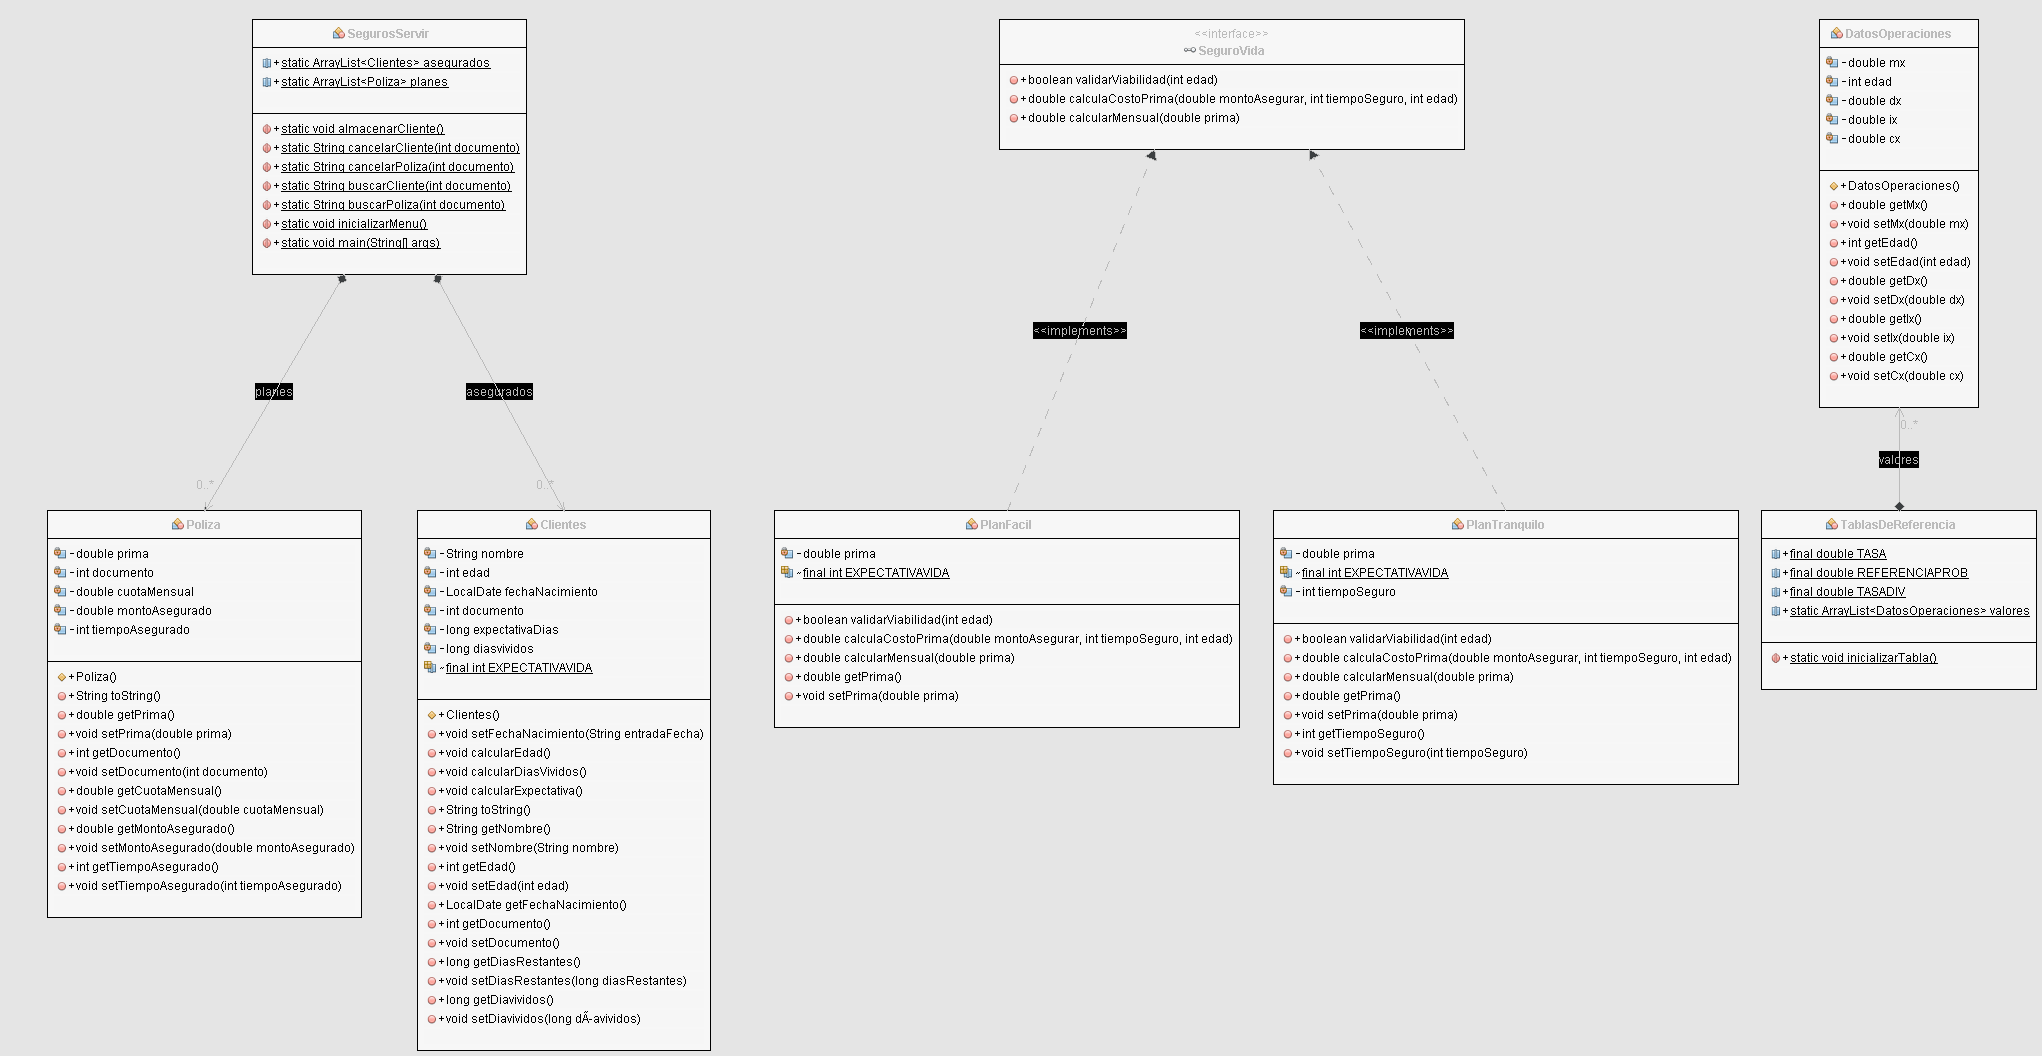 SegurosServir
+static ArrayList<Clientes> asegurados
+static ArrayList<Poliza> planes
+static void almacenarCliente()
+static String cancelarCliente(int documento)
+static String cancelarPoliza(int documento)
+static String buscarCliente(int documento)
+static String buscarPoliza(int documento)
+static void inicializarMenu()
+static void main(String[] args)
<<interface>>
SeguroVida
+boolean validarViabilidad(int edad)
+double calculaCostoPrima(double montoAsegurar, int tiempoSeguro, int edad)
+double calcularMensual(double prima)
DatosOperaciones
-double mx
-int edad
-double dx
-double ix
-double cx
+DatosOperaciones()
+double getMx()
+void setMx(double mx)
+int getEdad()
+void setEdad(int edad)
+double getDx()
+void setDx(double dx)
+double getIx()
+void setIx(double ix)
+double getCx()
+void setCx(double cx)
<<implements>>
<<implements>>
planes
asegurados
0..*
valores
0..*
0..*
Poliza
-double prima
-int documento
-double cuotaMensual
-double montoAsegurado
-int tiempoAsegurado
+Poliza()
+String toString()
+double getPrima()
+void setPrima(double prima)
+int getDocumento()
+void setDocumento(int documento)
+double getCuotaMensual()
+void setCuotaMensual(double cuotaMensual)
+double getMontoAsegurado()
+void setMontoAsegurado(double montoAsegurado)
+int getTiempoAsegurado()
+void setTiempoAsegurado(int tiempoAsegurado)
Clientes
-String nombre
-int edad
-LocalDate fechaNacimiento
-int documento
-long expectativaDias
-long diasvividos
~final int EXPECTATIVAVIDA
+Clientes()
+void setFechaNacimiento(String entradaFecha)
+void calcularEdad()
+void calcularDiasVividos()
+void calcularExpectativa()
+String toString()
+String getNombre()
+void setNombre(String nombre)
+int getEdad()
+void setEdad(int edad)
+LocalDate getFechaNacimiento()
+int getDocumento()
+void setDocumento()
+long getDiasRestantes()
+void setDiasRestantes(long diasRestantes)
+long getDiavividos()
+void setDiavividos(long dÃ-avividos)
PlanFacil
-double prima
~final int EXPECTATIVAVIDA
+boolean validarViabilidad(int edad)
+double calculaCostoPrima(double montoAsegurar, int tiempoSeguro, int edad)
+double calcularMensual(double prima)
+double getPrima()
+void setPrima(double prima)
PlanTranquilo
-double prima
~final int EXPECTATIVAVIDA
-int tiempoSeguro
+boolean validarViabilidad(int edad)
+double calculaCostoPrima(double montoAsegurar, int tiempoSeguro, int edad)
+double calcularMensual(double prima)
+double getPrima()
+void setPrima(double prima)
+int getTiempoSeguro()
+void setTiempoSeguro(int tiempoSeguro)
TablasDeReferencia
+final double TASA
+final double REFERENCIAPROB
+final double TASADIV
+static ArrayList<DatosOperaciones> valores
+static void inicializarTabla()